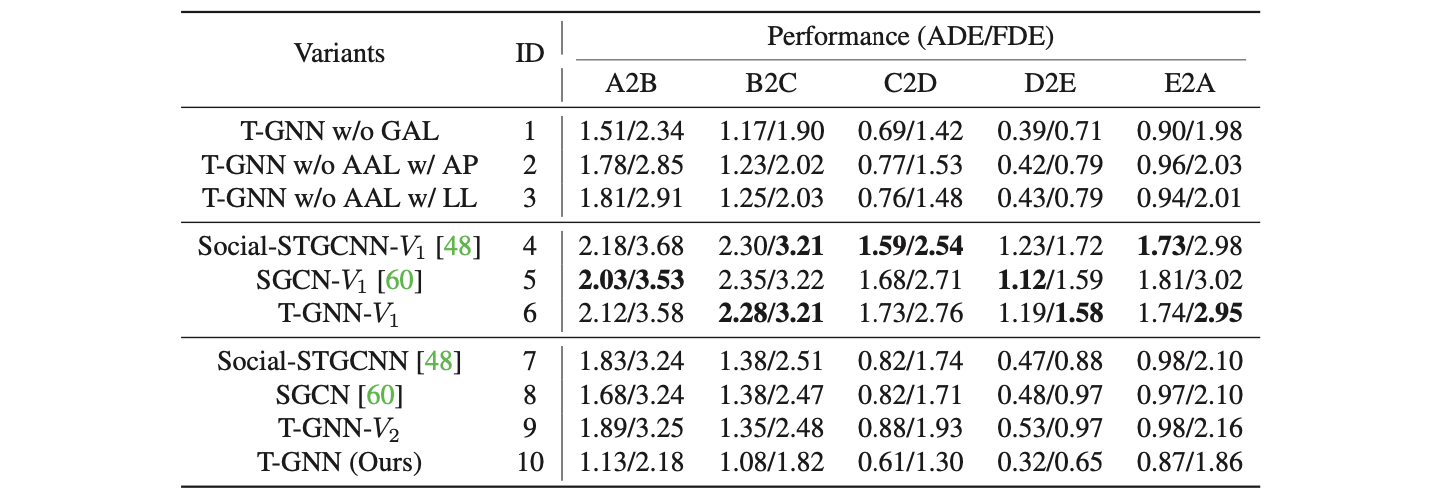 Variants ID Performance (ADE/FDE)
A2B B2C C2D D2E E2A
T-GNN w/o GAL 1 1.51/2.34 1.17/1.90 0.69/1.42 0.39/0.71 0.90/1.98
T-GNN w/o AAL w/ AP 2 1.78/2.85 1.23/2.02 0.77/1.53 0.42/0.79 0.96/2.03
T-GNN w/o AAL w/ LL 3 1.81/2.91 1.25/2.03 0.76/1.48 0.43/0.79 0.94/2.01
Social-STGCNN-V1 [48] 4 2.18/3.68 2.30/3.21 1.59/2.54 1.23/1.72 1.73/2.98
SGCN-V1 [60] 5 2.03/3.53 2.35/3.22 1.68/2.71 1.12/1.59 1.81/3.02
T-GNN-V1 6 2.12/3.58 2.28/3.21 1.73/2.76 1.19/1.58 1.74/2.95
Social-STGCNN [48] 7 1.83/3.24 1.38/2.51 0.82/1.74 0.47/0.88 0.98/2.10
SGCN [60] 8 1.68/3.24 1.38/2.47 0.82/1.71 0.48/0.97 0.97/2.10
T-GNN-V2 9 1.89/3.25 1.35/2.48 0.88/1.93 0.53/0.97 0.98/2.16
T-GNN (Ours) 10 1.13/2.18 1.08/1.82 0.61/1.30 0.32/0.65 0.87/1.86